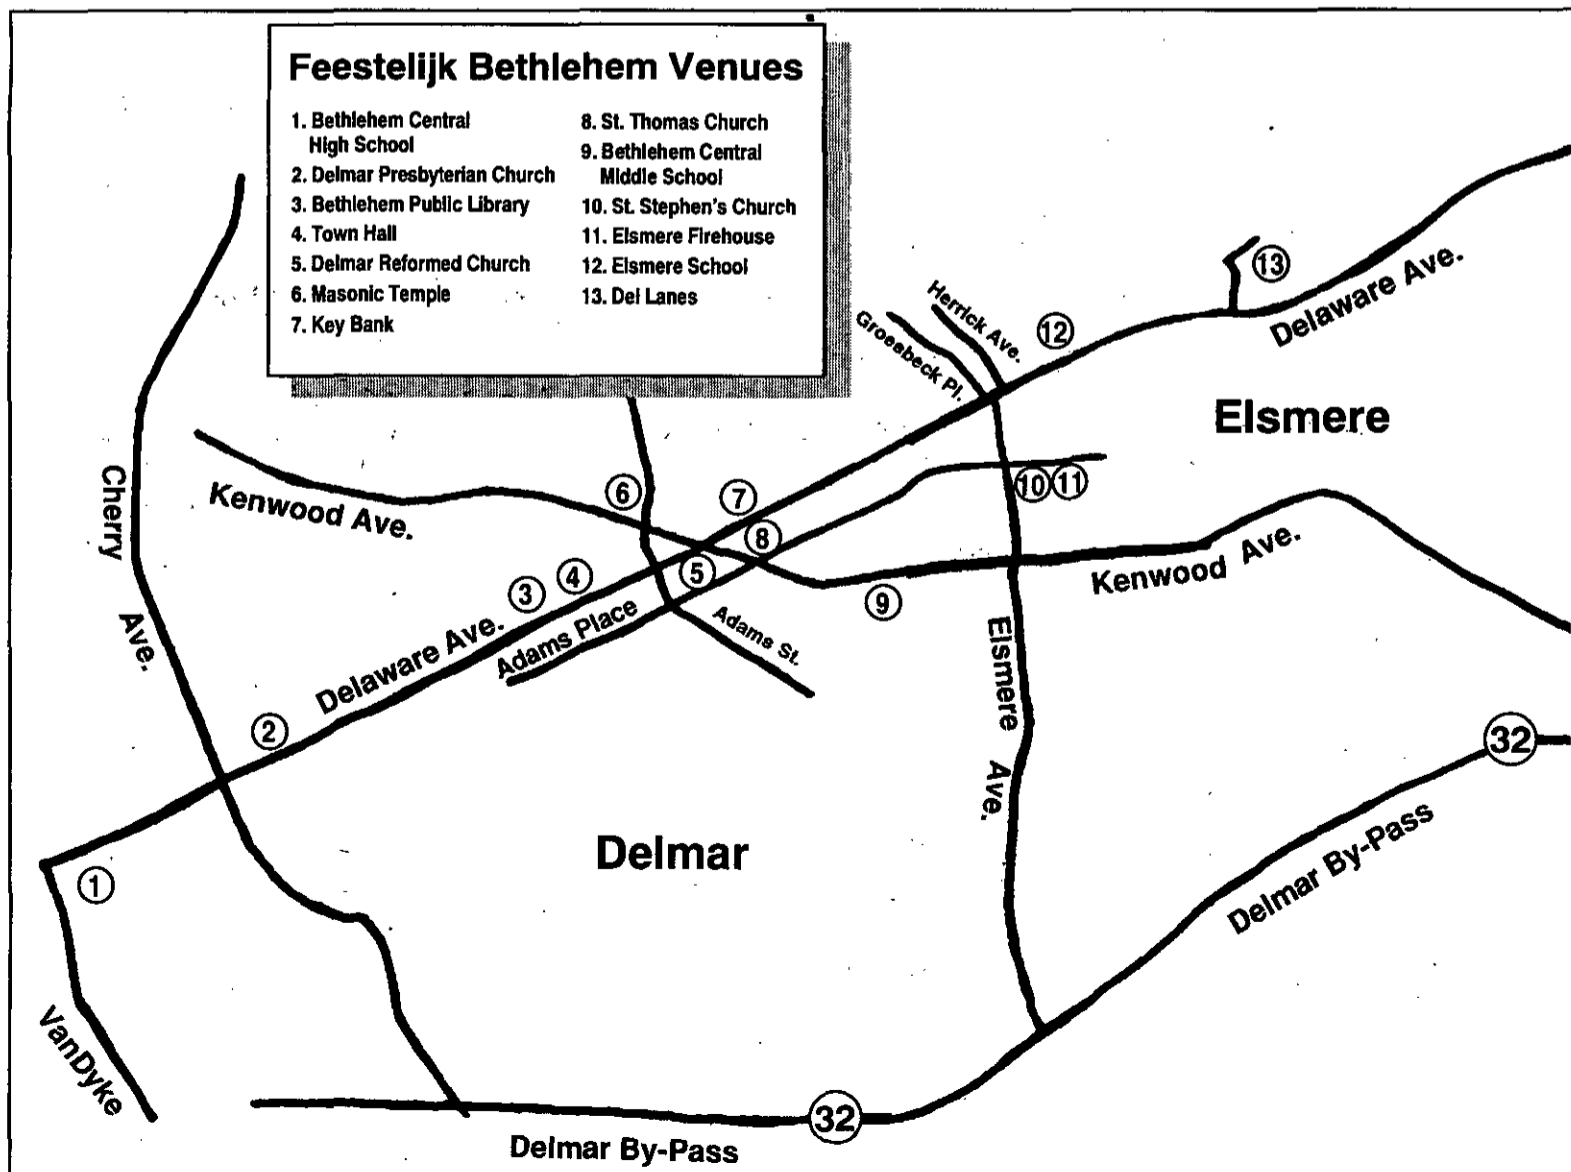 Feestelijk Bethlehem Venues
1. Bethlehem Central
High School
2. Delmar Presbyterian Church
3. Bethlehem Public Library
4. Town Hall
5. Delmar Reformed Church
6. Masonic Temple
7. Key Bank
8. St. Thomas Church
9. Bethlehem Central
Middle School
10. St. Stephen's Church
11. Elsmere Firehouse
12. Elsmere School
13. Del Lanes
13
Delaware Ave.
Herrick Ave.
12
Groesbeck Pl.
Elsmere
Cherry
Ave.
Kenwood Ave.
6
7
10
11
8
5
Kenwood Ave.
3
4
9
Delaware Ave.
Adams Place
Adams St.
Elsmere
Ave.
2
32
Delmar
1
Delmar By-Pass
VanDyke
32
Delmar By-Pass